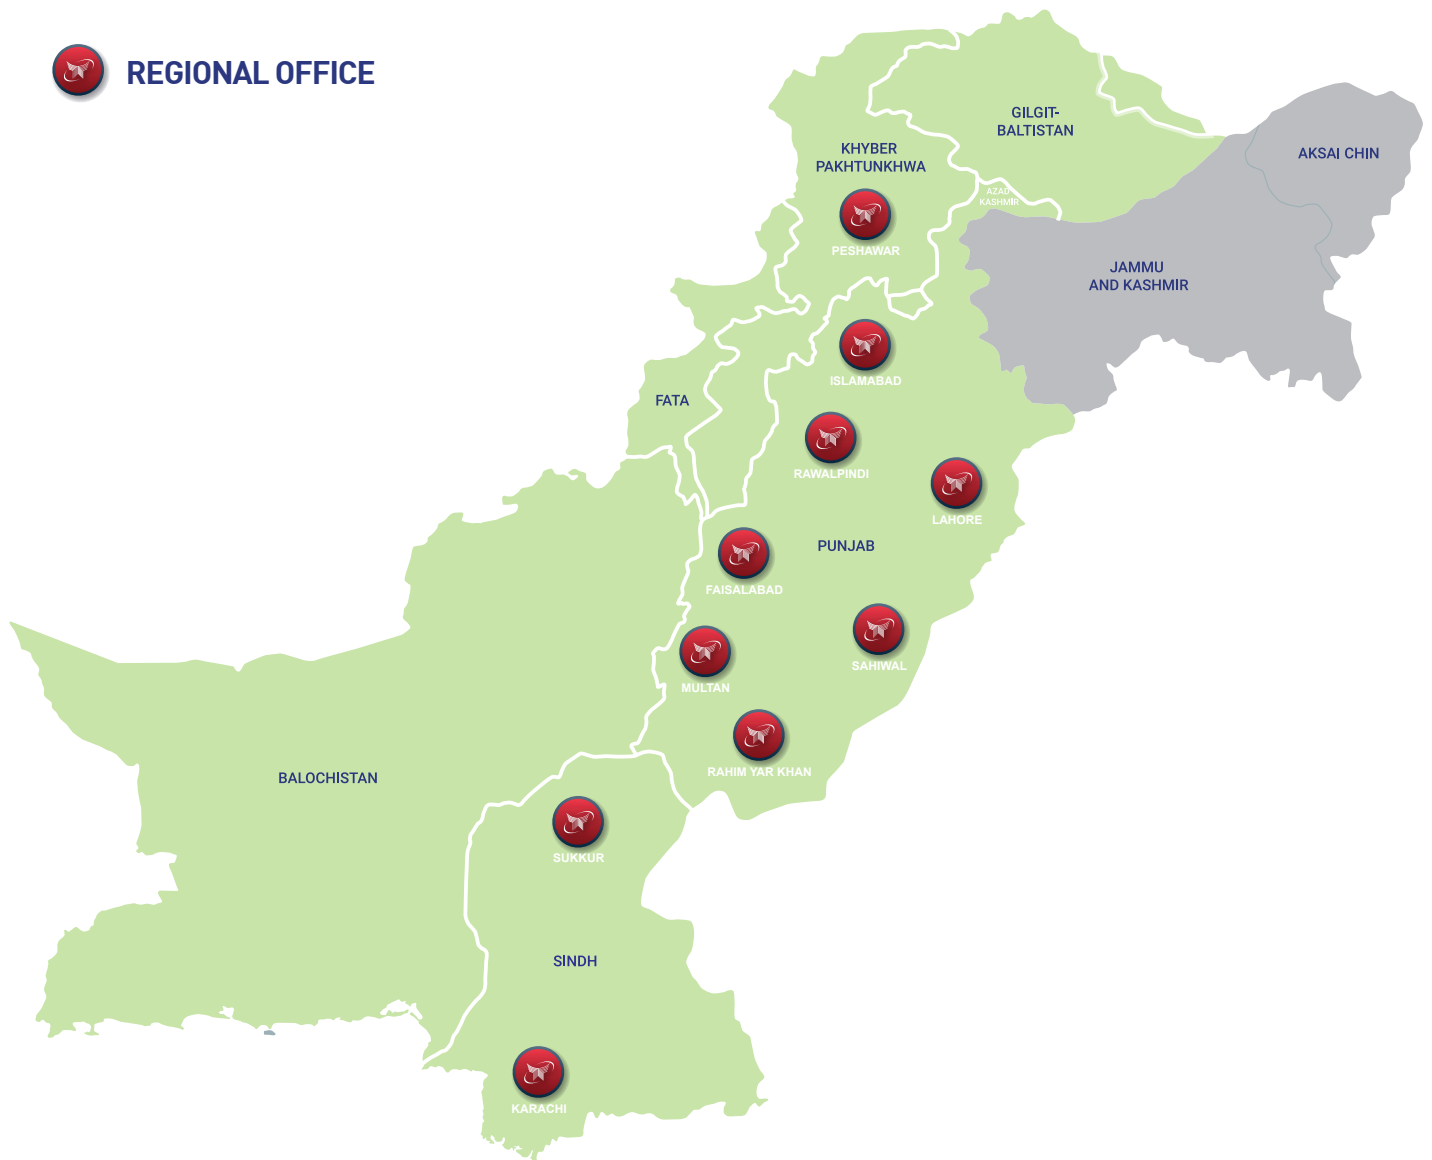 REGIONAL OFFICE
GILGIT-
BALTISTAN
KHYBER
PAKHTUNKHWA
AKSAI CHIN
AZAD
KASHMIR
PESHAWAR
JAMMU
AND KASHMIR
ISLAMABAD
FATA
RAWALPINDI
LAHORE
PUNJAB
FAISALABAD
SAHIWAL
MULTAN
RAHIM YAR KHAN
BALOCHISTAN
SUKKUR
SINDH
KARACHI